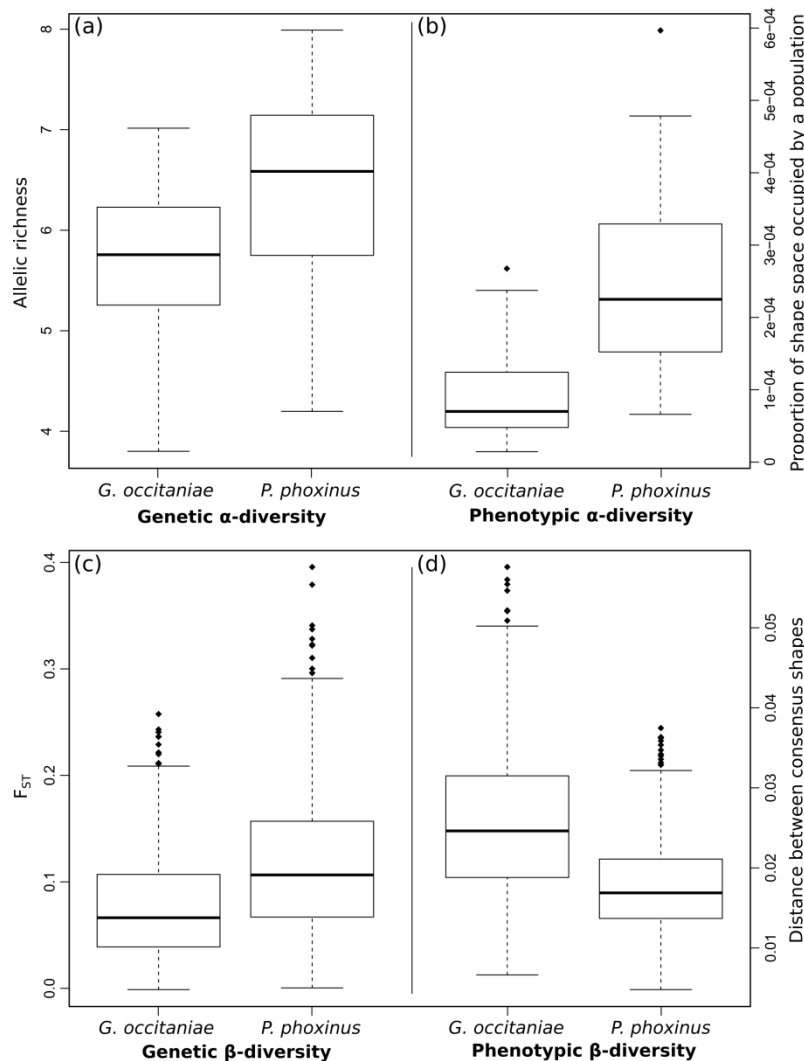 (a)
(b)
8
7
6
5
4
Allelic richness
6e−04
5e−04
4e−04
3e−04
2e−04
1e−04
0
Proportion of shape space occupied by a population
G. occitaniae
P. phoxinus
G. occitaniae
P. phoxinus
Genetic α-diversity
Phenotypic α-diversity
(c)
(d)
0.4
0.3
0.2
0.1
0.0
FST
0.05
0.04
0.03
0.02
0.01
Distance between consensus shapes
G. occitaniae
P. phoxinus
G. occitaniae
P. phoxinus
Genetic β-diversity
Phenotypic β-diversity